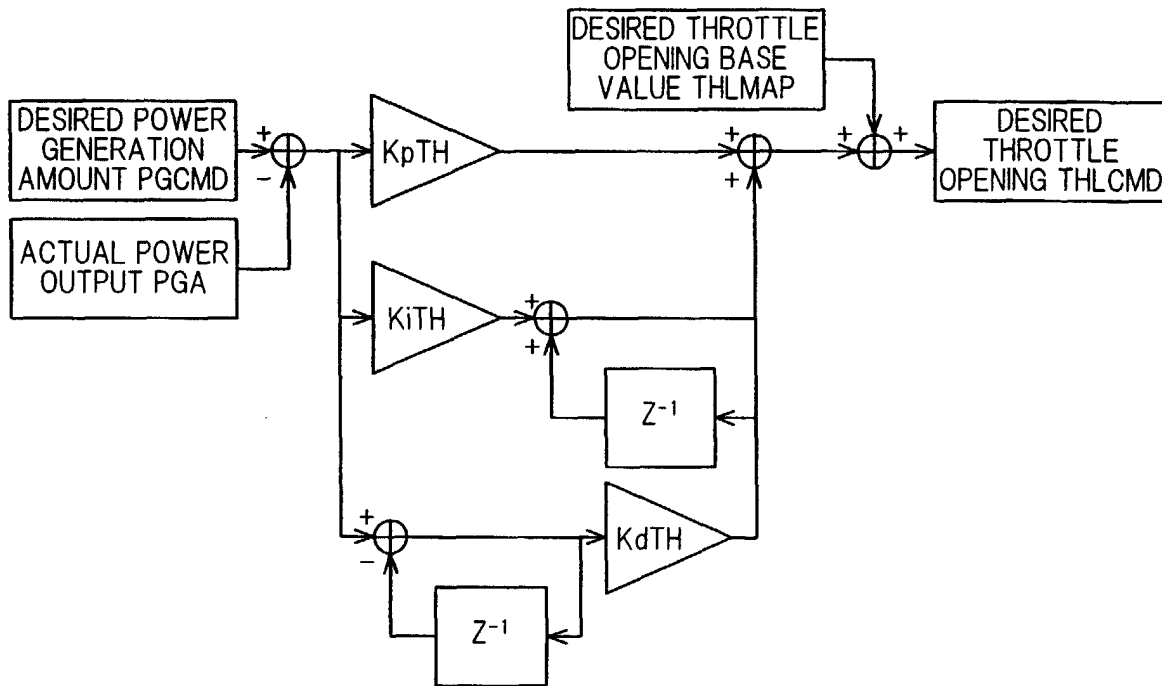 DESIRED THROTTLE
OPENING BASE
VALUE THLMAP
DESIRED POWER
GENERATION
AMOUNT PGCMD
+
−
KpTH
+
+
+
+
+
DESIRED
THROTTLE
OPENING THLCMD
ACTUAL POWER
OUTPUT PGA
KiTH
+
+
Z⁻¹
+
−
KdTH
Z⁻¹